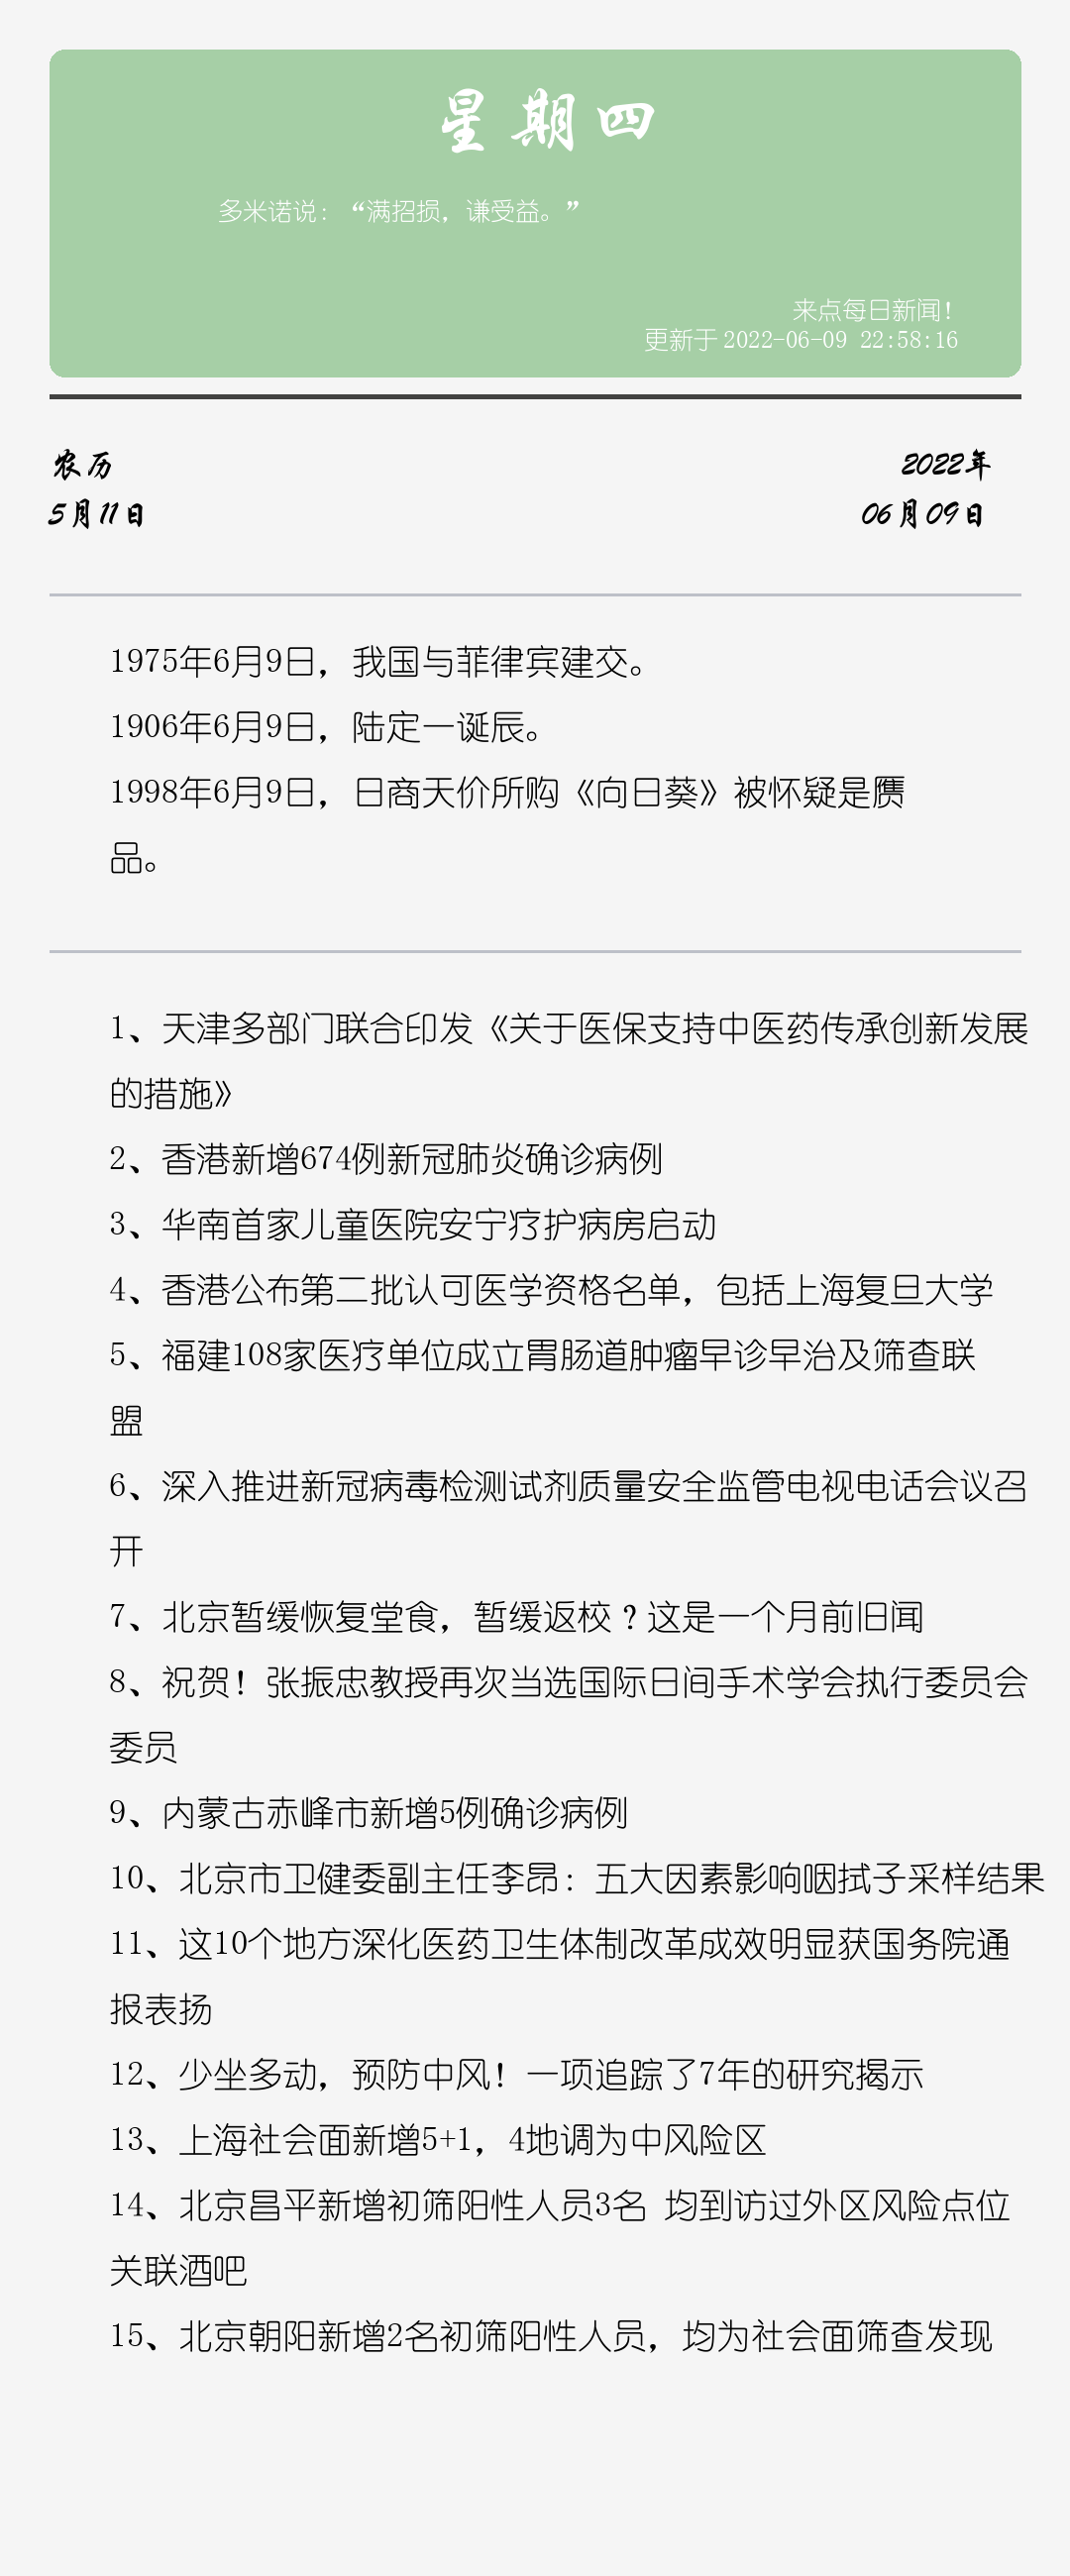 星期四
多米诺说：“满招损，谦受益。”
来点每日新闻！
更新于 2022-06-09 22:58:16
农历
2022年
5月11日
06月09日
1975年6月9日，我国与菲律宾建交。
1906年6月9日，陆定一诞辰。
1998年6月9日，日商天价所购《向日葵》被怀疑是赝
品。
1、天津多部门联合印发《关于医保支持中医药传承创新发展
的措施》
2、香港新增674例新冠肺炎确诊病例
3、华南首家儿童医院安宁疗护病房启动
4、香港公布第二批认可医学资格名单，包括上海复旦大学
5、福建108家医疗单位成立胃肠道肿瘤早诊早治及筛查联
盟
6、深入推进新冠病毒检测试剂质量安全监管电视电话会议召
开
7、北京暂缓恢复堂食，暂缓返校？这是一个月前旧闻
8、祝贺！张振忠教授再次当选国际日间手术学会执行委员会
委员
9、内蒙古赤峰市新增5例确诊病例
10、北京市卫健委副主任李昂：五大因素影响咽拭子采样结果
11、这10个地方深化医药卫生体制改革成效明显获国务院通
报表扬
12、少坐多动，预防中风！一项追踪了7年的研究揭示
13、上海社会面新增5+1，4地调为中风险区
14、北京昌平新增初筛阳性人员3名 均到访过外区风险点位
关联酒吧
15、北京朝阳新增2名初筛阳性人员，均为社会面筛查发现